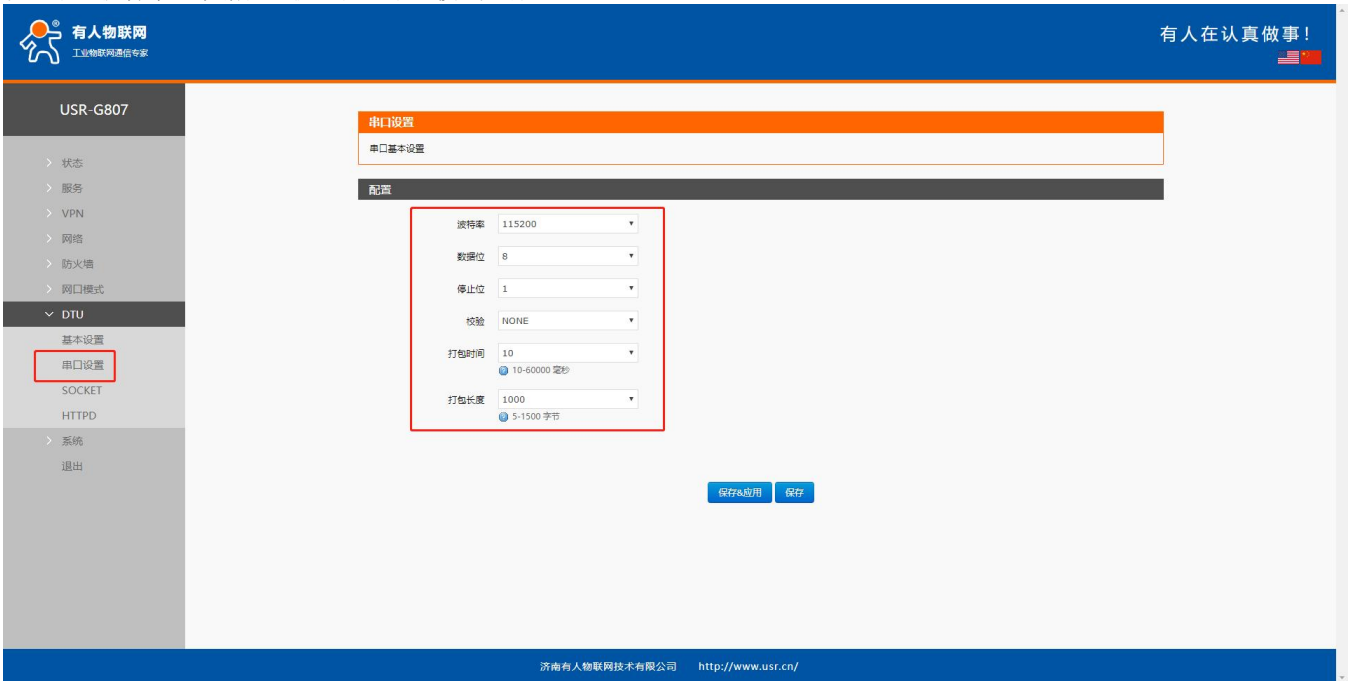 有人物联网
工业物联网通信专家
有人在认真做事!
USR-G807
状态
服务
VPN
网络
防火墙
网口模式
DTU
基本设置
串口设置
SOCKET
HTTPD
系统
退出
串口设置
串口基本设置
配置
波特率 115200
数据位 8
停止位 1
校验 NONE
打包时间 10
10-60000 毫秒
打包长度 1000
5-1500 字节
保存&应用 保存
济南有人物联网技术有限公司 http://www.usr.cn/